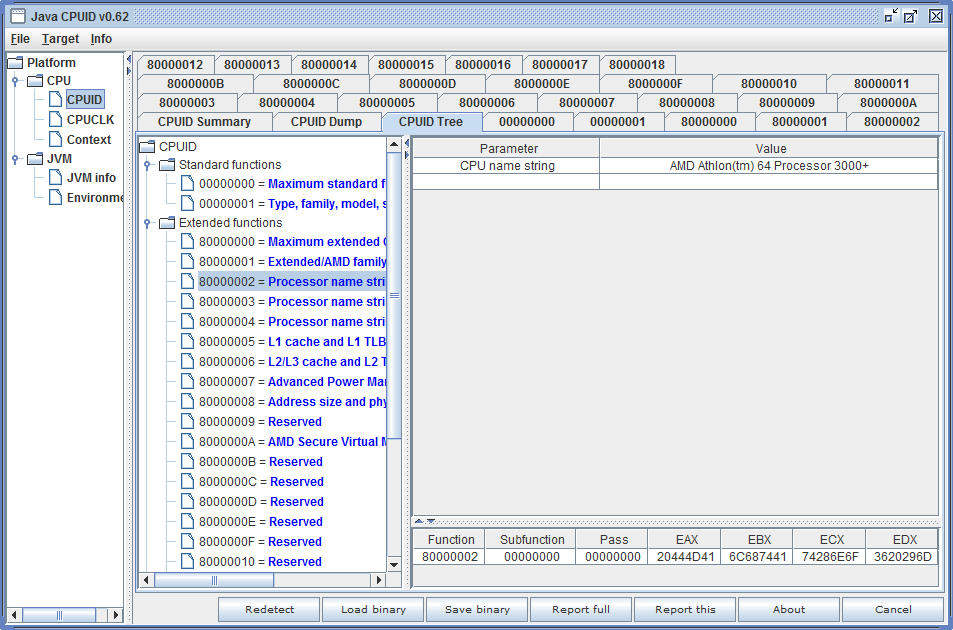 Java CPUID v0.62
File Target Info
Platform
CPU
CPUID
CPUCLK
Context
JVM
JVM info
Environme
80000012 80000013 80000014 80000015 80000016 80000017 80000018
8000000B 8000000C 8000000D 8000000E 8000000F 80000010 80000011
80000003 80000004 80000005 80000006 80000007 80000008 80000009 8000000A
CPUID Summary CPUID Dump CPUID Tree 00000000 00000001 80000000 80000001 80000002
CPUID
Standard functions
00000000 = Maximum standard f
00000001 = Type, family, model, s
Extended functions
80000000 = Maximum extended C
80000001 = Extended/AMD family
80000002 = Processor name stri
80000003 = Processor name stri
80000004 = Processor name stri
80000005 = L1 cache and L1 TLB
80000006 = L2/L3 cache and L2 T
80000007 = Advanced Power Mar
80000008 = Address size and phy
80000009 = Reserved
8000000A = AMD Secure Virtual M
8000000B = Reserved
8000000C = Reserved
8000000D = Reserved
8000000E = Reserved
8000000F = Reserved
80000010 = Reserved
Parameter Value
CPU name string AMD Athlon(tm) 64 Processor 3000+
Function Subfunction Pass EAX EBX ECX EDX
80000002 00000000 00000000 20444D41 6C687441 74286E6F 3620296D
Redetect Load binary Save binary Report full Report this About Cancel